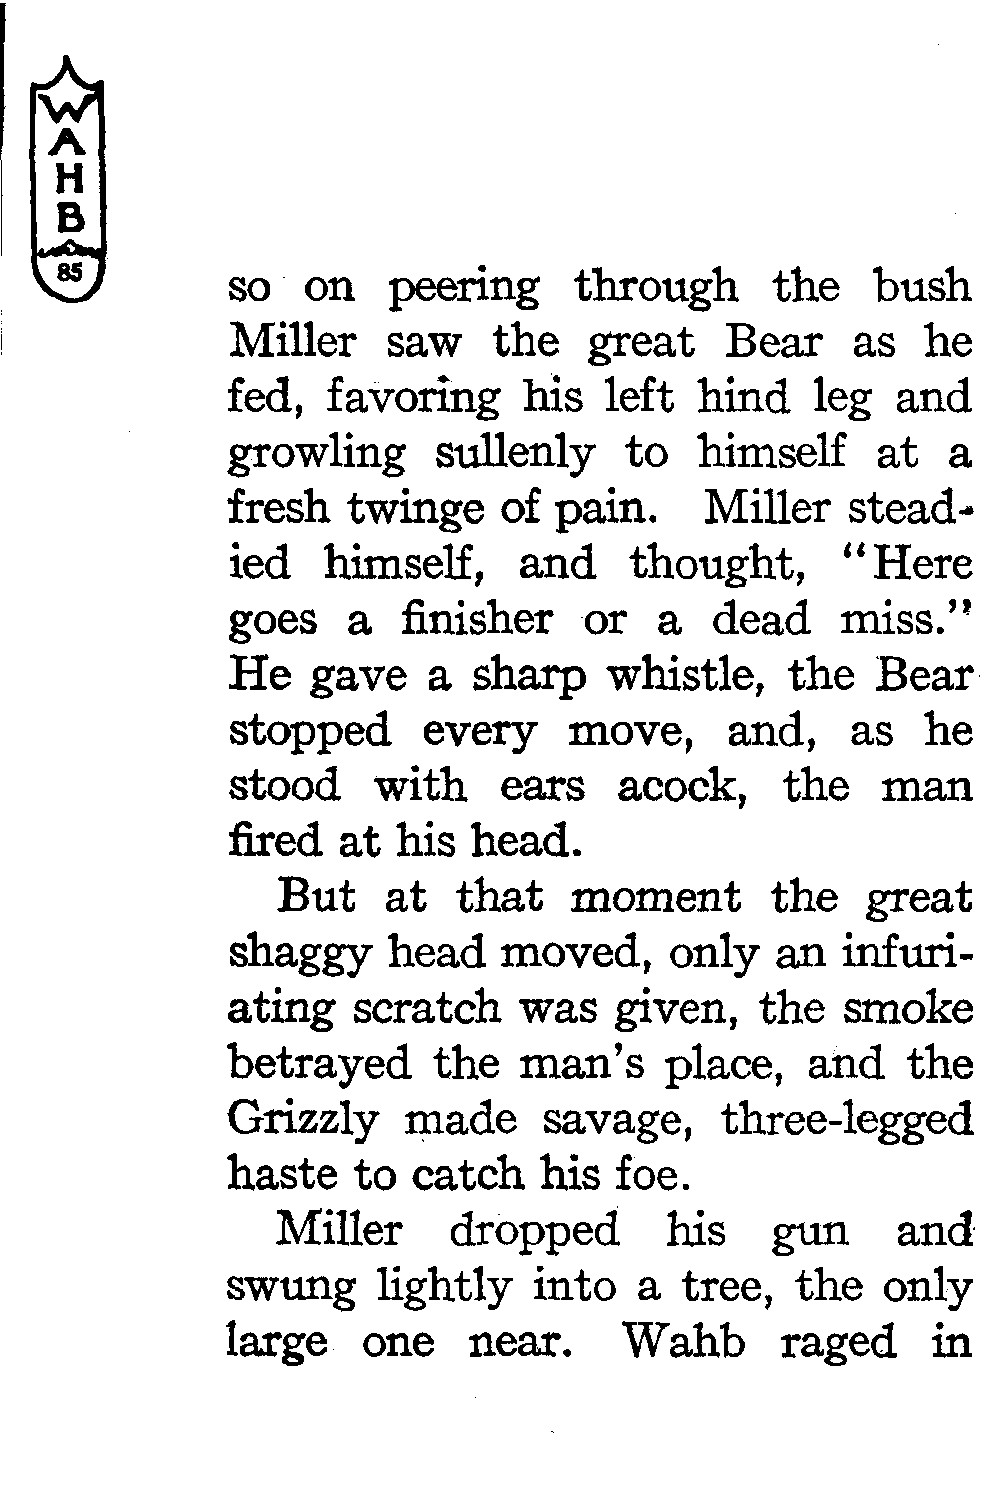 W
A
H
B
85
so on peering through the bush
Miller saw the great Bear as he
fed, favoring his left hind leg and
growling sullenly to himself at a
fresh twinge of pain. Miller stead-
ied himself, and thought, “Here
goes a finisher or a dead miss.”
He gave a sharp whistle, the Bear
stopped every move, and, as he
stood with ears acock, the man
fired at his head.
But at that moment the great
shaggy head moved, only an infuri-
ating scratch was given, the smoke
betrayed the man’s place, and the
Grizzly made savage, three-legged
haste to catch his foe.
Miller dropped his gun and
swung lightly into a tree, the only
large one near. Wahb raged in